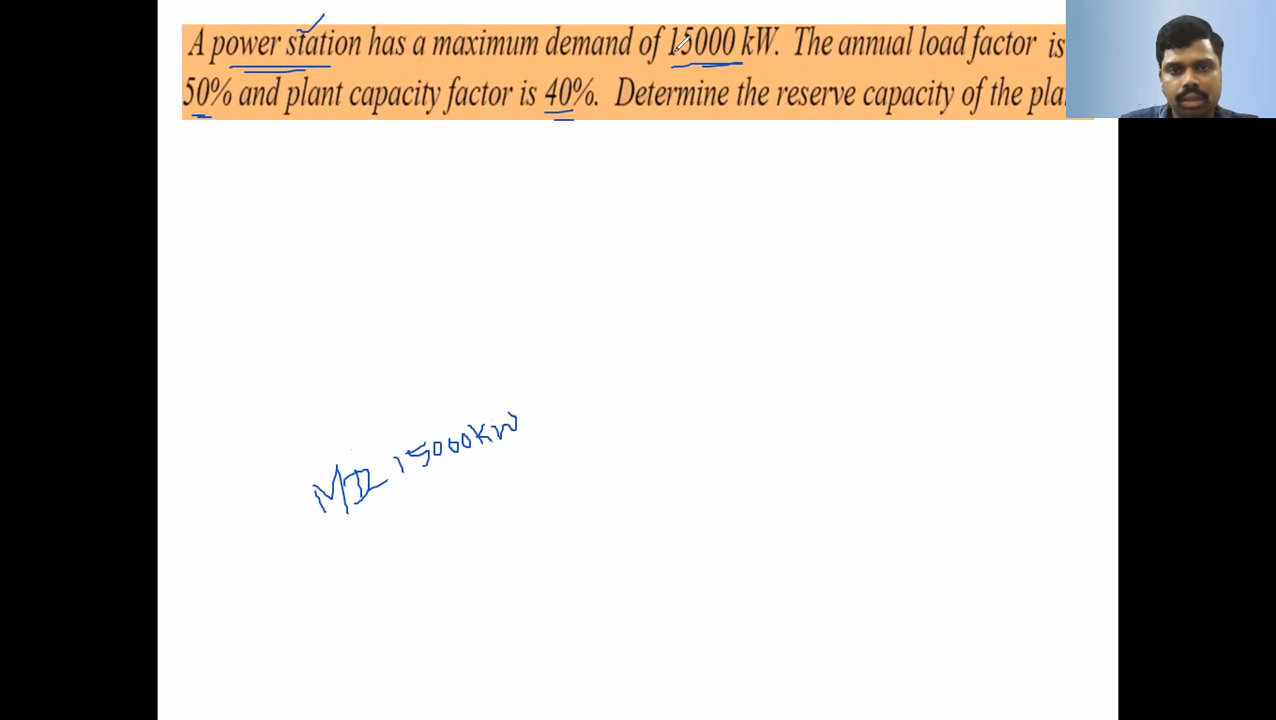 A power station has a maximum demand of 15000 kW. The annual load factor is
50% and plant capacity factor is 40%. Determine the reserve capacity of the pla
MD 15000KW